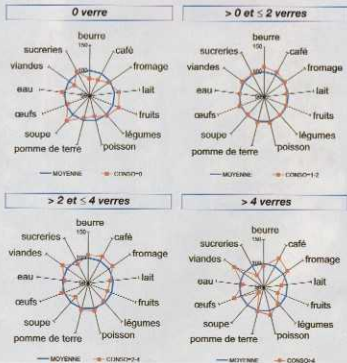 0 verre
> 0 et ≤ 2 verres
beurre
sucreries
café
viandes
fromage
eau
lait
œufs
fruits
soupe
légumes
pomme de terre
poisson
150
MOYENNE
CONSO=0
beurre
sucreries
café
viandes
fromage
eau
lait
œufs
fruits
soupe
légumes
pomme de terre
poisson
150
MOYENNE
CONSO=1-2
> 2 et ≤ 4 verres
> 4 verres
beurre
sucreries
café
viandes
fromage
eau
lait
œufs
fruits
soupe
légumes
pomme de terre
poisson
150
MOYENNE
CONSO=2-4
beurre
sucreries
café
viandes
fromage
eau
lait
œufs
fruits
soupe
légumes
pomme de terre
poisson
150
MOYENNE
CONSO=4